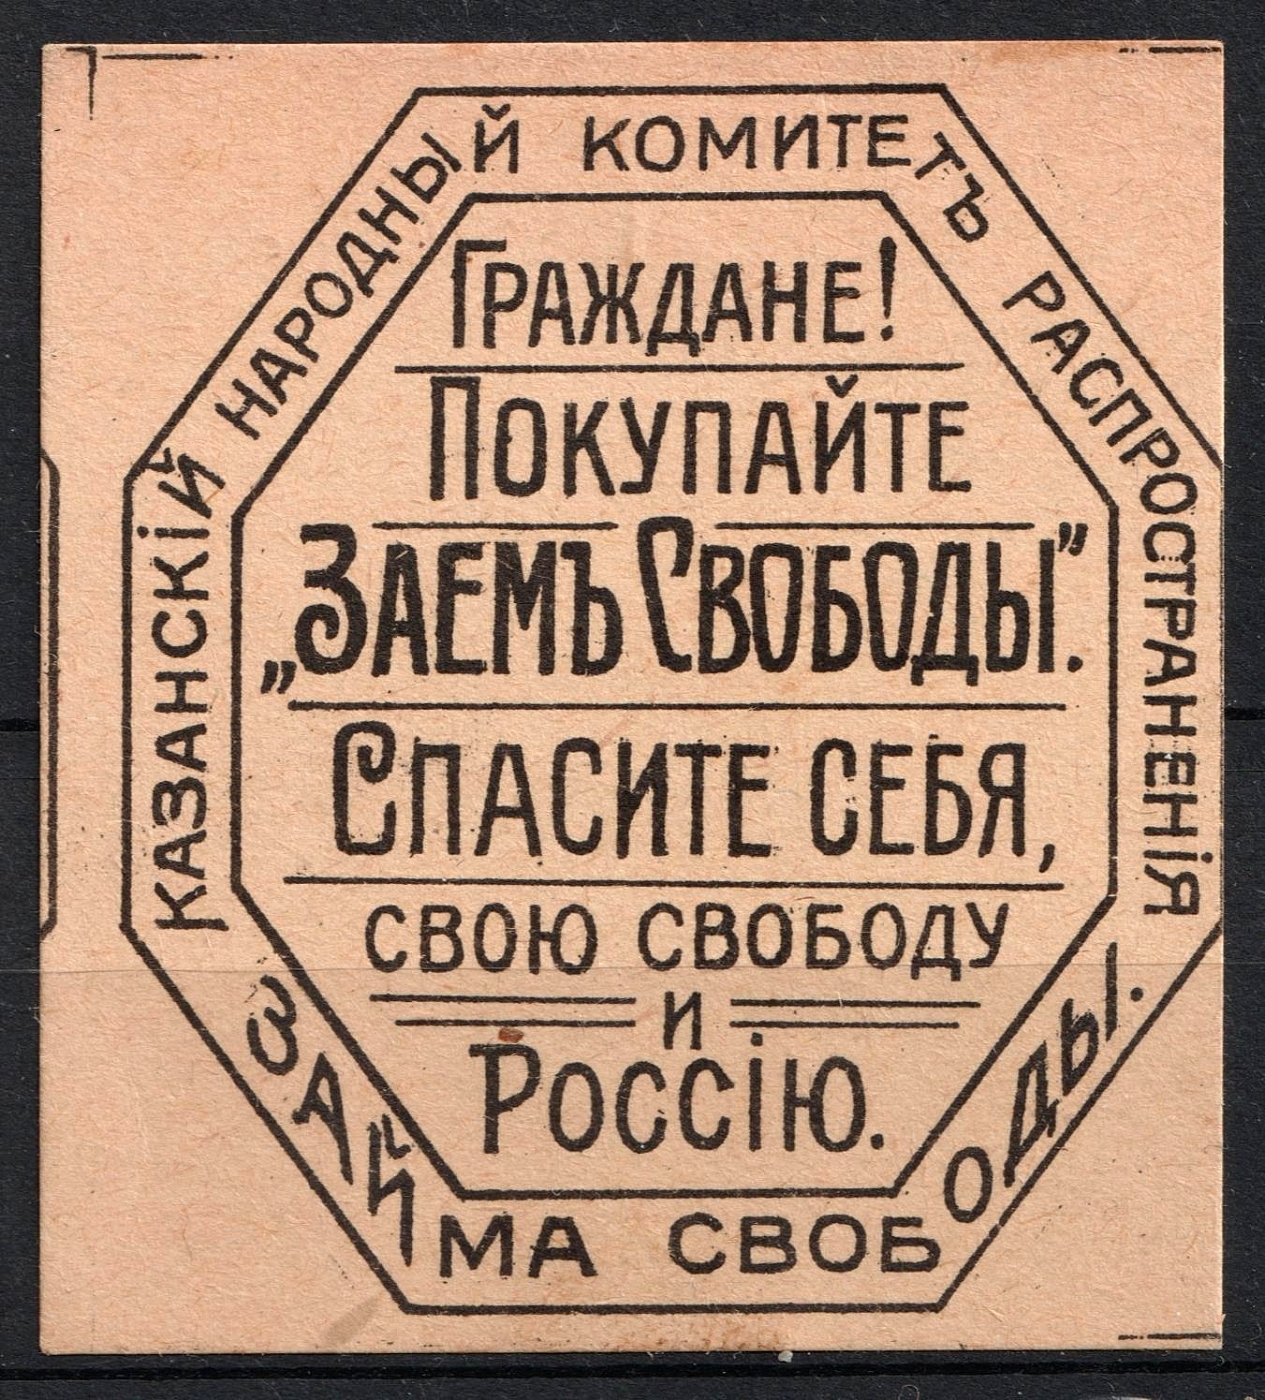 КАЗАНСКІЙ НАРОДНЫЙ КОМИТЕТЪ РАСПРОСТРАНЕНІЯ
ЗАЙМА СВОБОДЫ.
ГРАЖДАНЕ!
ПОКУПАЙТЕ
„ЗАЕМЪ СВОБОДЫ".
СПАСИТЕ СЕБЯ,
СВОЮ СВОБОДУ
И
РОССІЮ.